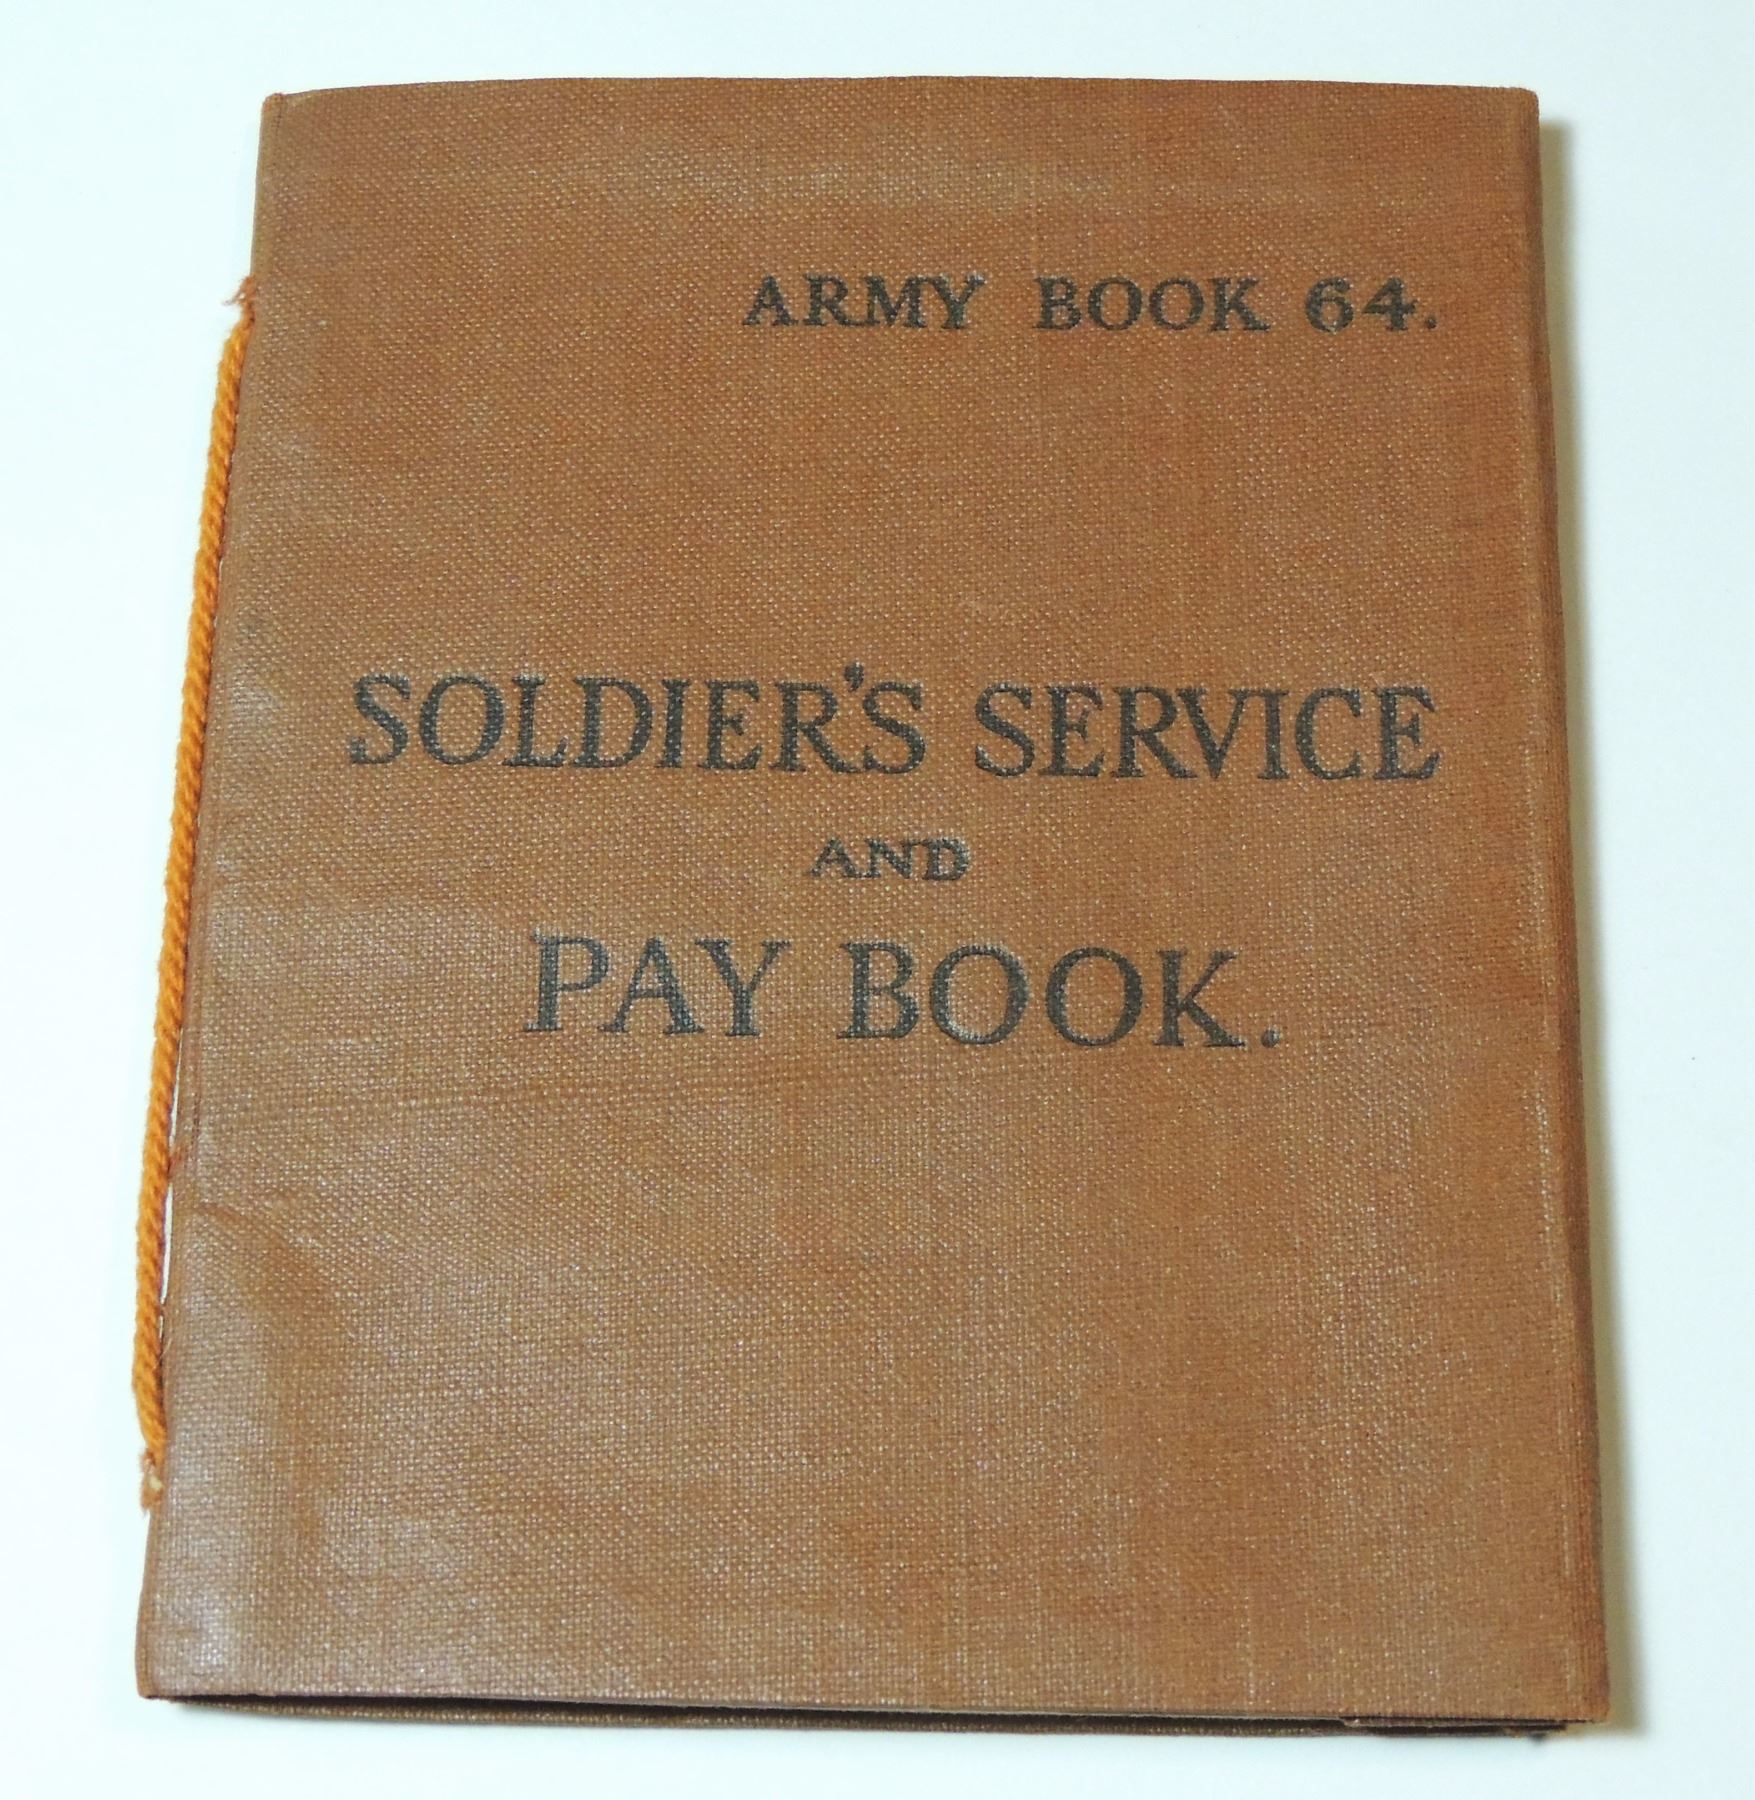 ARMY BOOK 64.
SOLDIER'S SERVICE
AND
PAY BOOK.